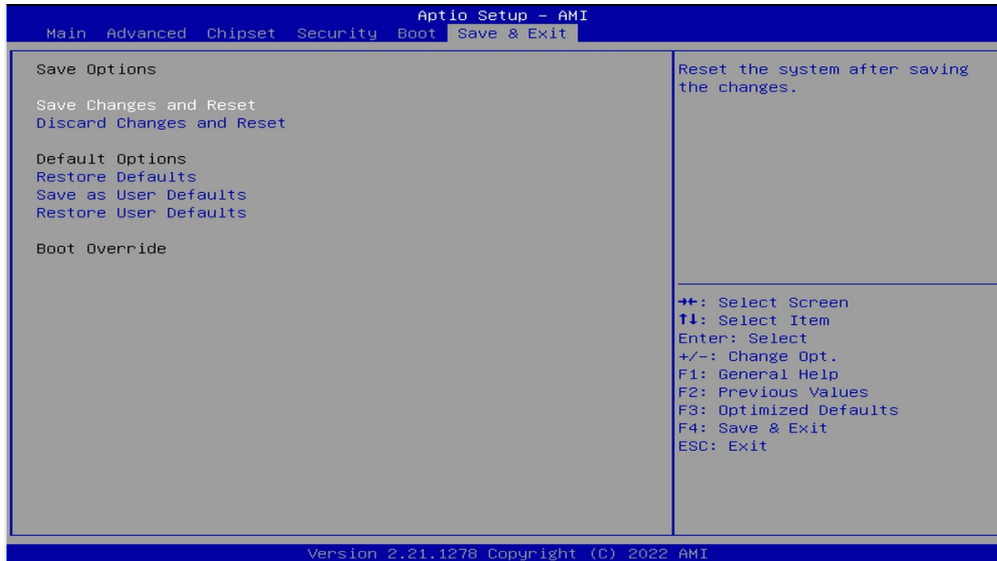 Aptio Setup – AMI
Main Advanced Chipset Security Boot Save & Exit
Save Options
Save Changes and Reset
Discard Changes and Reset
Default Options
Restore Defaults
Save as User Defaults
Restore User Defaults
Boot Override
Reset the system after saving
the changes.
→←: Select Screen
↑↓: Select Item
Enter: Select
+/-: Change Opt.
F1: General Help
F2: Previous Values
F3: Optimized Defaults
F4: Save & Exit
ESC: Exit
Version 2.21.1278 Copyright (C) 2022 AMI